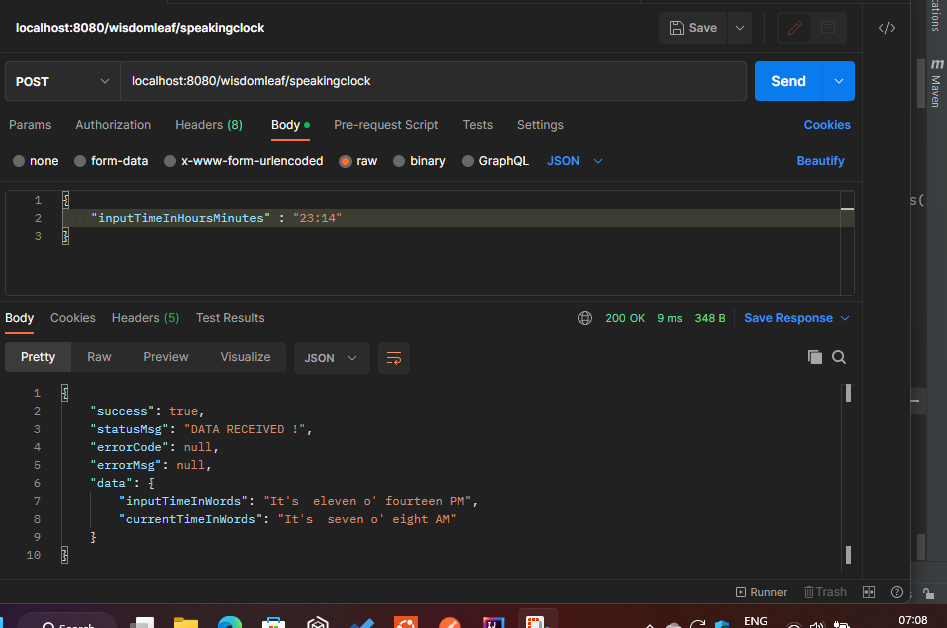 localhost:8080/wisdomleaf/speakingclock
Save
POST
localhost:8080/wisdomleaf/speakingclock
Send
Params Authorization Headers (8) Body Pre-request Script Tests Settings Cookies
none form-data x-www-form-urlencoded raw binary GraphQL JSON Beautify
1 {
2 "inputTimeInHoursMinutes" : "23:14"
3 }
Body Cookies Headers (5) Test Results 200 OK 9 ms 348 B Save Response
Pretty Raw Preview Visualize JSON
1 {
2 "success": true,
3 "statusMsg": "DATA RECEIVED !",
4 "errorCode": null,
5 "errorMsg": null,
6 "data": {
7 "inputTimeInWords": "It's  eleven o' fourteen PM",
8 "currentTimeInWords": "It's  seven o' eight AM"
9 }
10 }
Runner Trash
Search
ENG
07:08
cations
m
Maven
s(